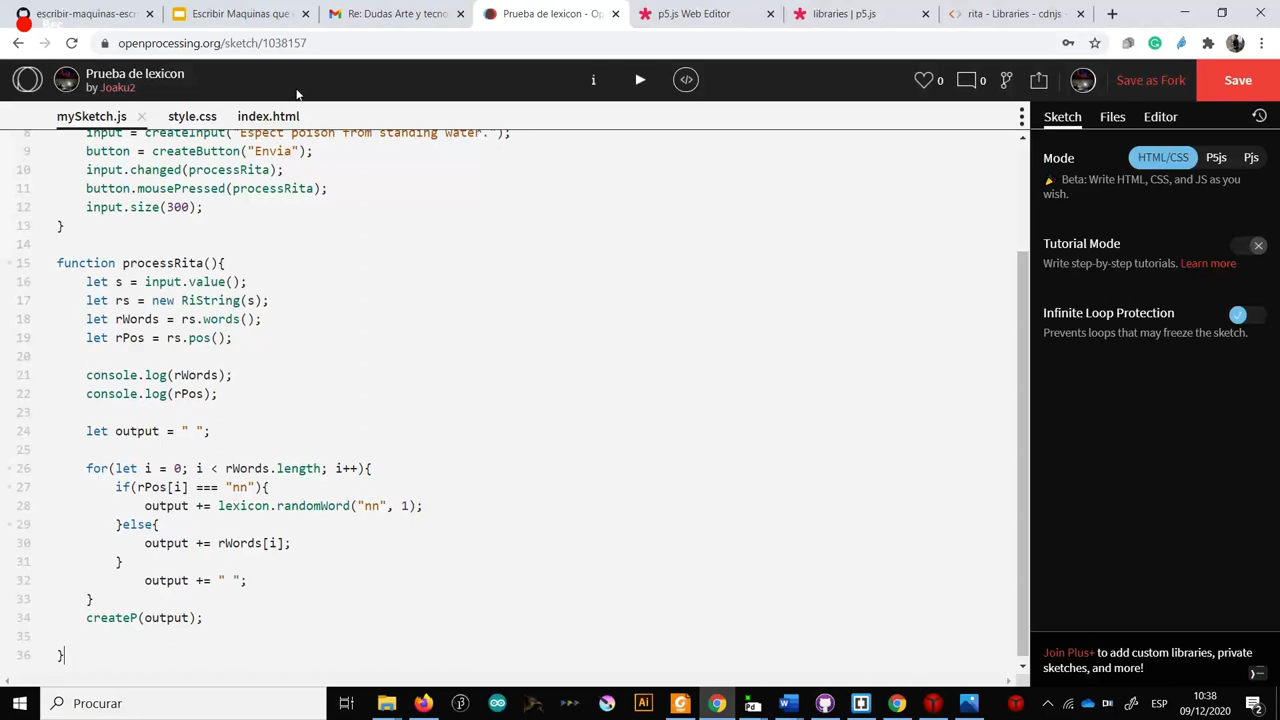 escribir-maquinas-escri
Escribir Maquinas que e
Re: Dudas Arte y tecno
Prueba de lexicon - Op
p5.js Web Editor
libraries | p5.js
rita - Libraries - cdnjs -
openprocessing.org/sketch/1038157
Prueba de lexicon
by Joaku2
0
0
Save as Fork
Save
mySketch.js
style.css
index.html
Sketch
Files
Editor
8 input = createInput("Espect poison from standing water.");
9 button = createButton("Envia");
10 input.changed(processRita);
11 button.mousePressed(processRita);
12 input.size(300);
13 }
14
15 function processRita(){
16 let s = input.value();
17 let rs = new RiString(s);
18 let rWords = rs.words();
19 let rPos = rs.pos();
20
21 console.log(rWords);
22 console.log(rPos);
23
24 let output = " ";
25
26 for(let i = 0; i < rWords.length; i++){
27 if(rPos[i] === "nn"){
28 output += lexicon.randomWord("nn", 1);
29 }else{
30 output += rWords[i];
31 }
32 output += " ";
33 }
34 createP(output);
35
36 }
Mode
HTML/CSS
P5js
Pjs
Beta: Write HTML, CSS, and JS as you
wish.
Tutorial Mode
Write step-by-step tutorials. Learn more
Infinite Loop Protection
Prevents loops that may freeze the sketch.
Join Plus+ to add custom libraries, private
sketches, and more!
Procurar
ESP
10:38
09/12/2020
2